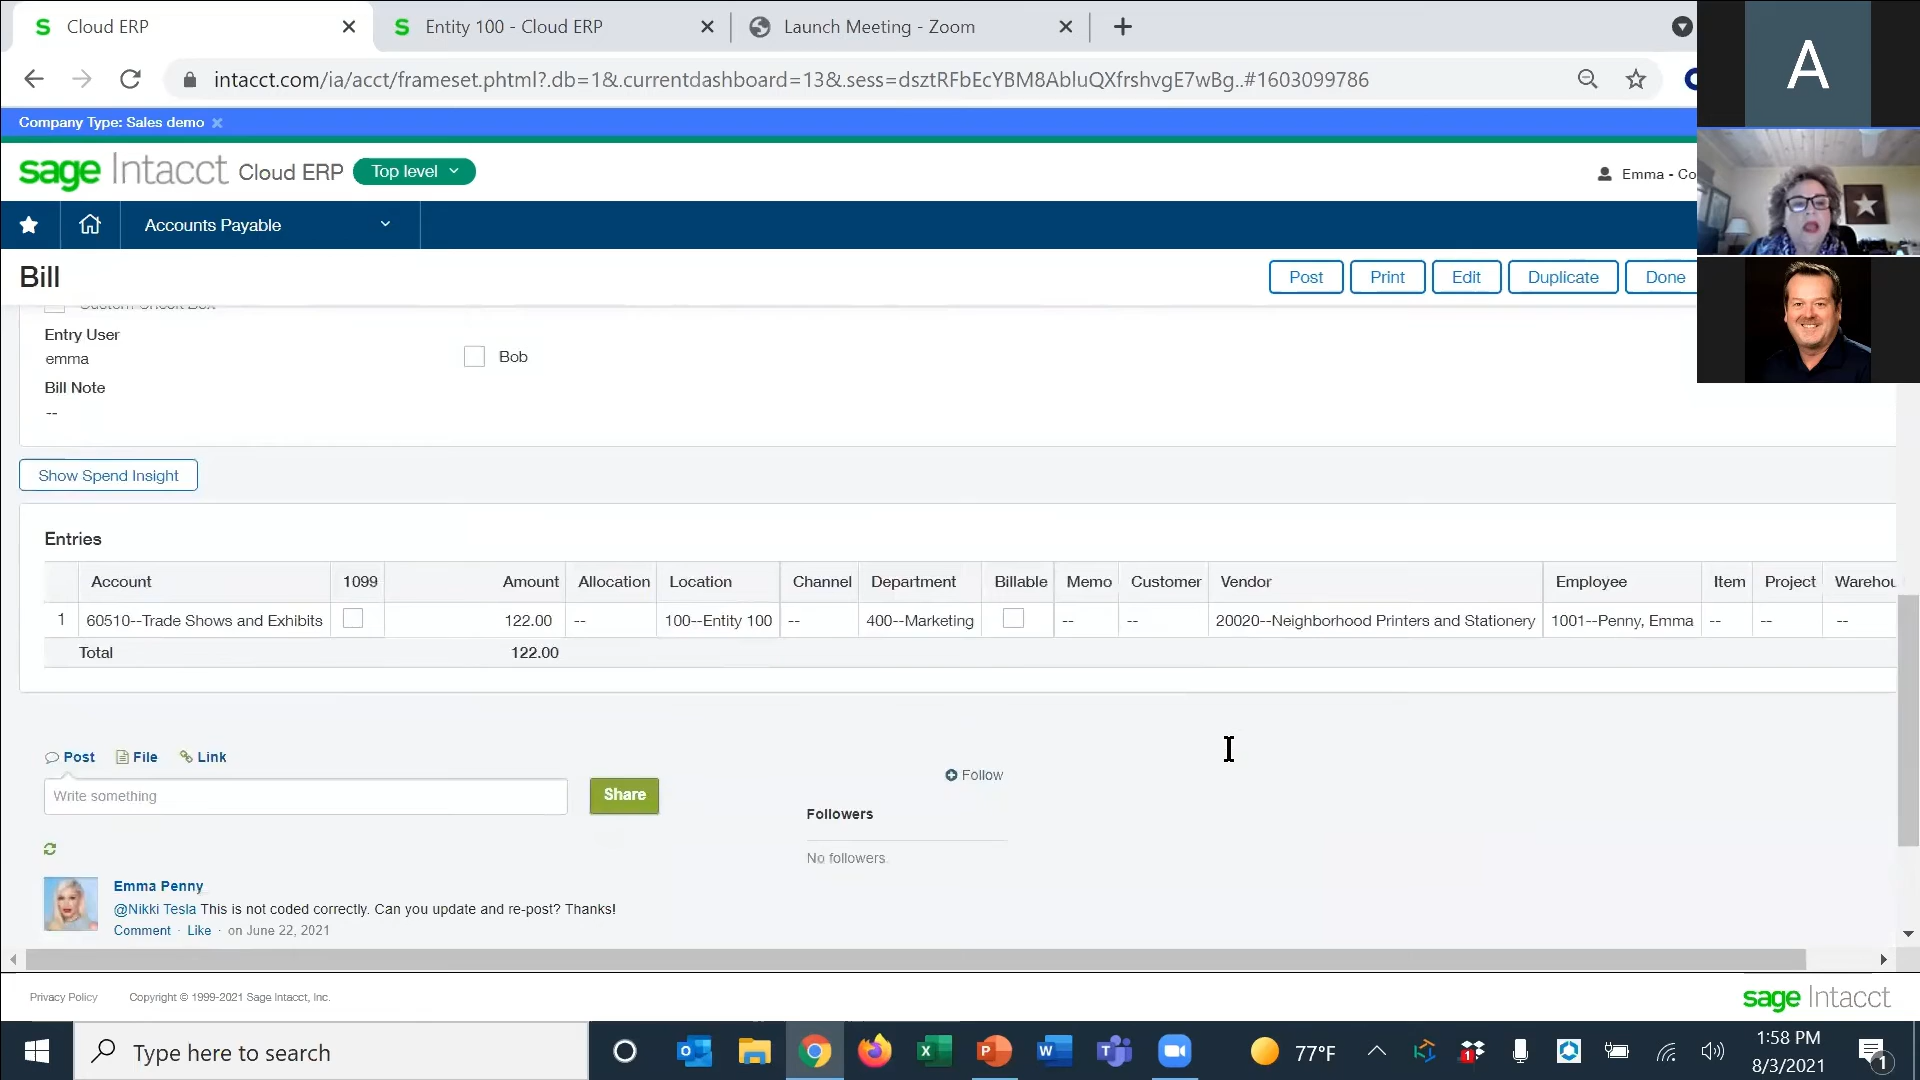 Cloud ERP
Entity 100 - Cloud ERP
Launch Meeting - Zoom
intacct.com/ia/acct/frameset.phtml?.db=1&.currentdashboard=13&.sess=dsztRFbEcYBM8AbluQXfrshvgE7wBg..#1603099786
A
Company Type: Sales demo
sage Intacct Cloud ERP Top level
Emma - Co
Accounts Payable
Bill
Post Print Edit Duplicate Done
Custom Check Box
Entry User
emma
Bob
Bill Note
--
Show Spend Insight
Entries
Account 1099 Amount Allocation Location Channel Department Billable Memo Customer Vendor Employee Item Project Warehou
1 60510--Trade Shows and Exhibits 122.00 -- 100--Entity 100 -- 400--Marketing -- -- 20020--Neighborhood Printers and Stationery 1001--Penny, Emma -- -- --
Total 122.00
Post File Link
Write something
Share
Follow
Followers
No followers
Emma Penny
@Nikki Tesla This is not coded correctly. Can you update and re-post? Thanks!
Comment · Like · on June 22, 2021
Privacy Policy Copyright © 1999-2021 Sage Intacct, Inc.
sage Intacct
Type here to search
77°F
1:58 PM
8/3/2021
1